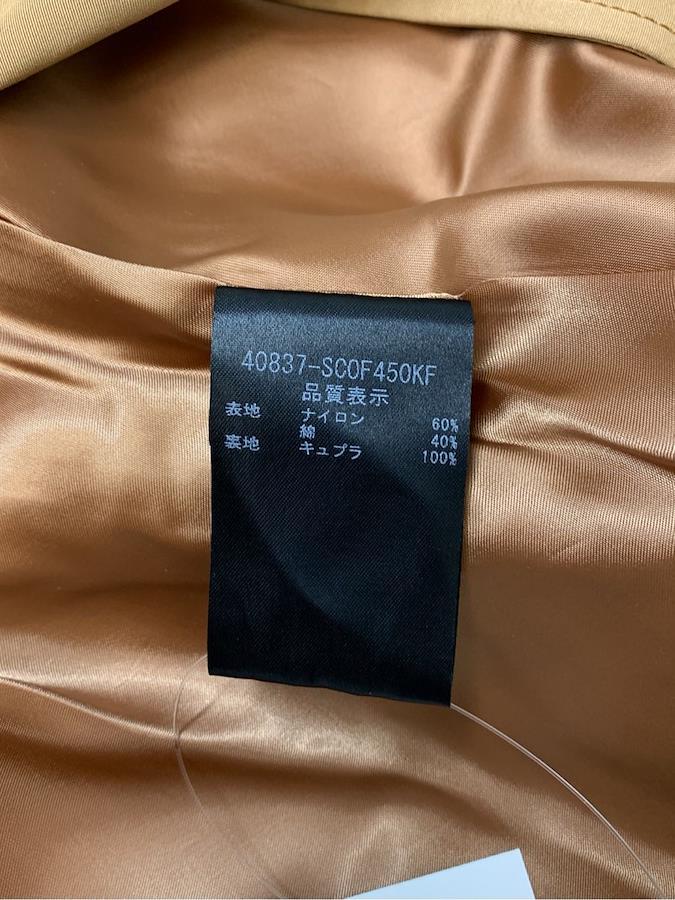 40837-SC0F450KF
品質表示
表地 ナイロン 60%
綿 40%
裏地 キュプラ 100%